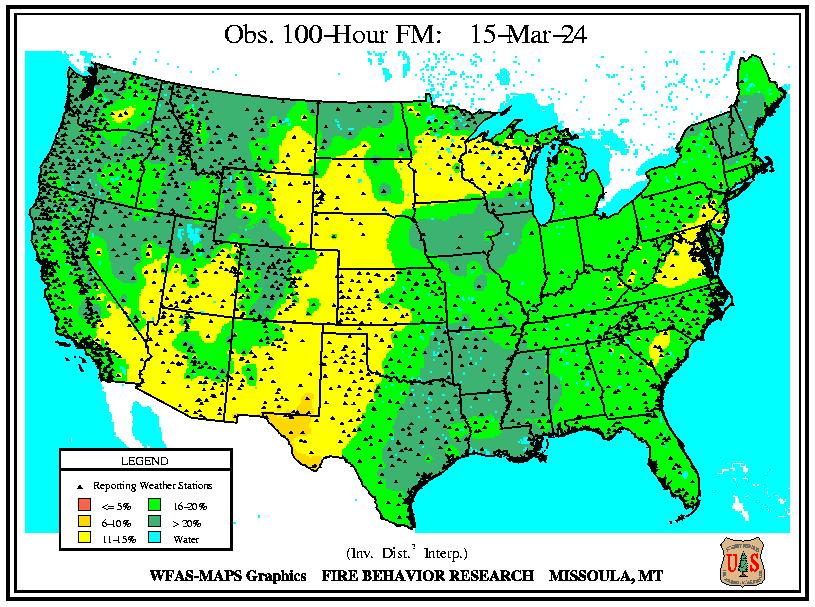 Obs. 100-Hour FM: 15-Mar-24
LEGEND
Reporting Weather Stations
<= 5%
16-20%
6-10%
> 20%
11-15%
Water
(Inv. Dist.² Interp.)
WFAS-MAPS Graphics FIRE BEHAVIOR RESEARCH MISSOULA, MT
U S